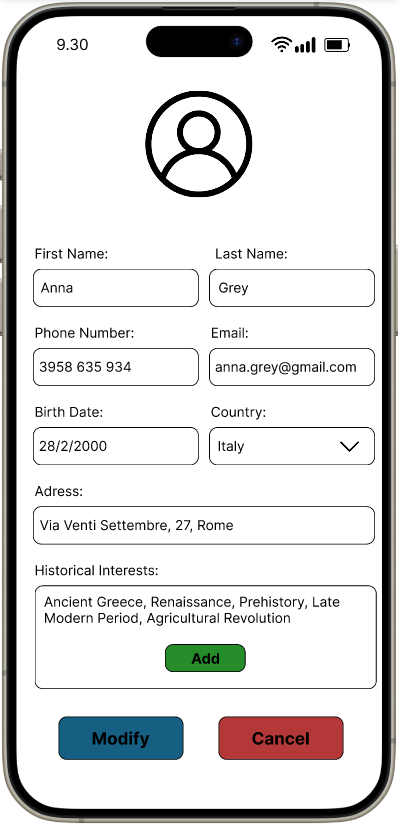 9.30
First Name: Last Name:
Anna Grey
Phone Number: Email:
3958 635 934 anna.grey@gmail.com
Birth Date: Country:
28/2/2000 Italy
Adress:
Via Venti Settembre, 27, Rome
Historical Interests:
Ancient Greece, Renaissance, Prehistory, Late
Modern Period, Agricultural Revolution
Add
Modify Cancel